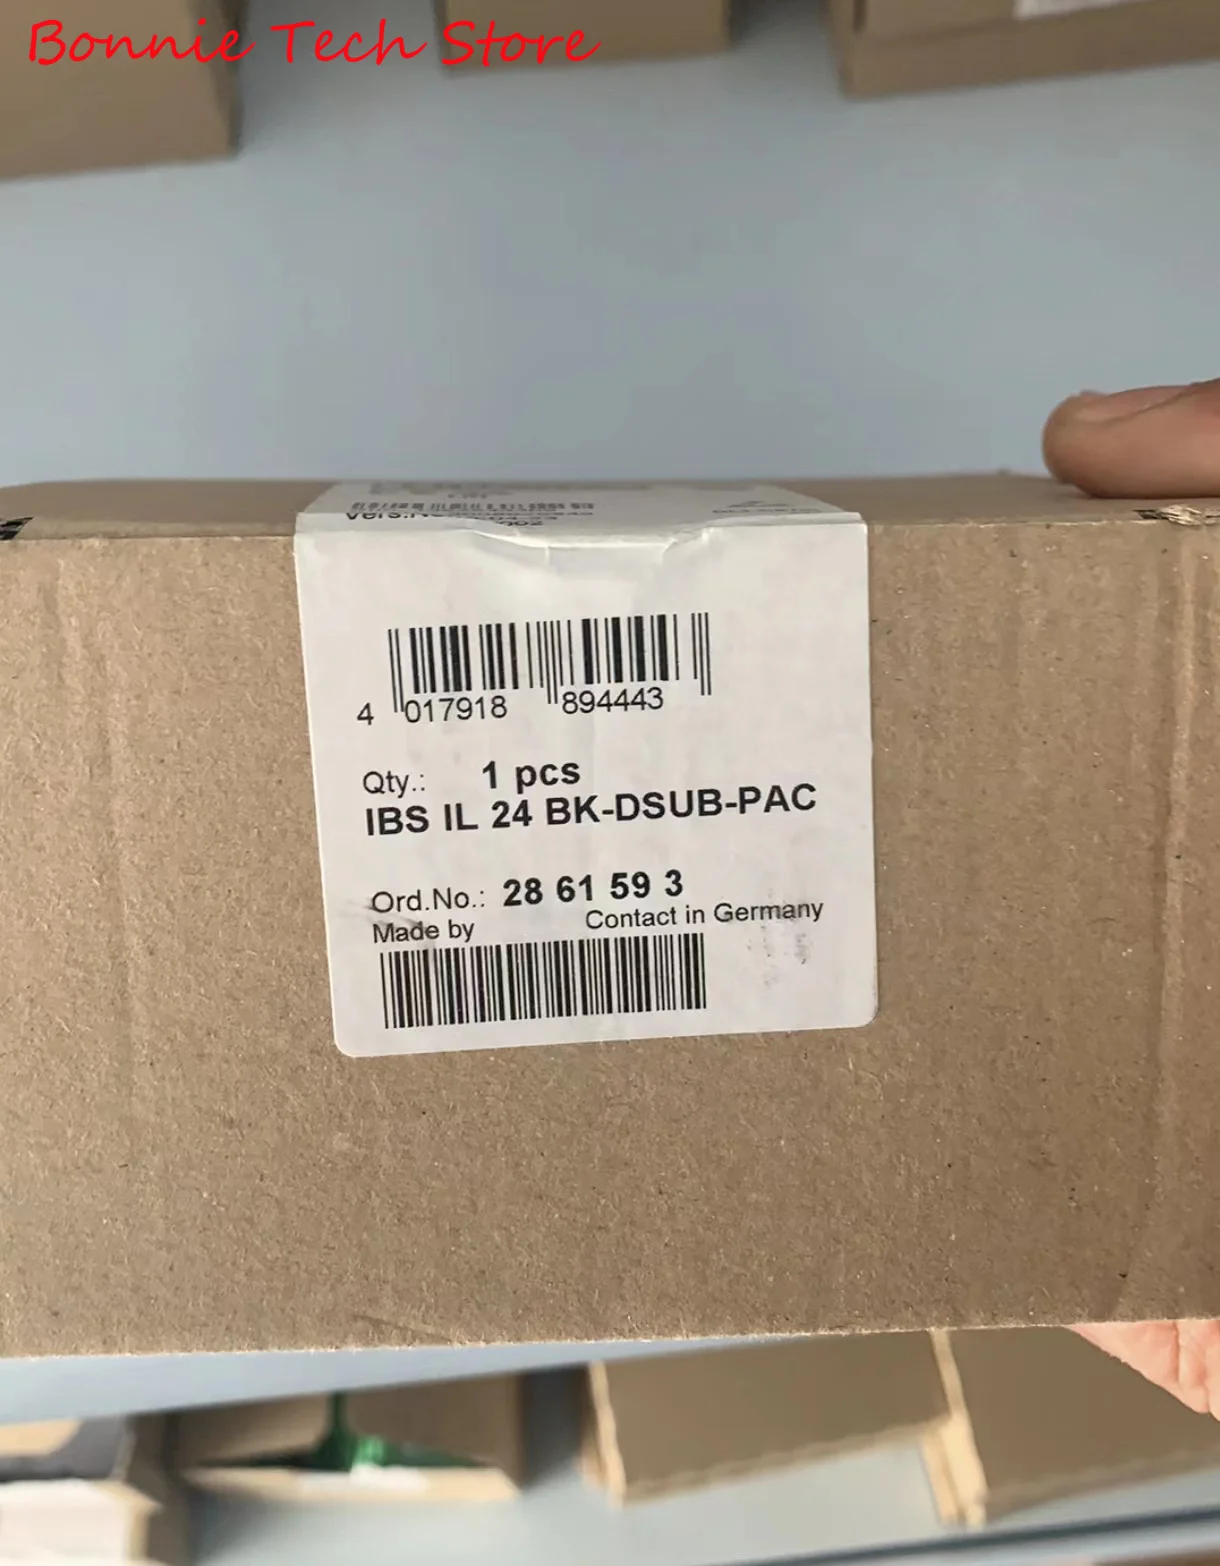 Bonnie Tech Store
4 017918 894443
Qty.: 1 pcs
IBS IL 24 BK-DSUB-PAC
Ord.No.: 28 61 59 3
Made by Contact in Germany